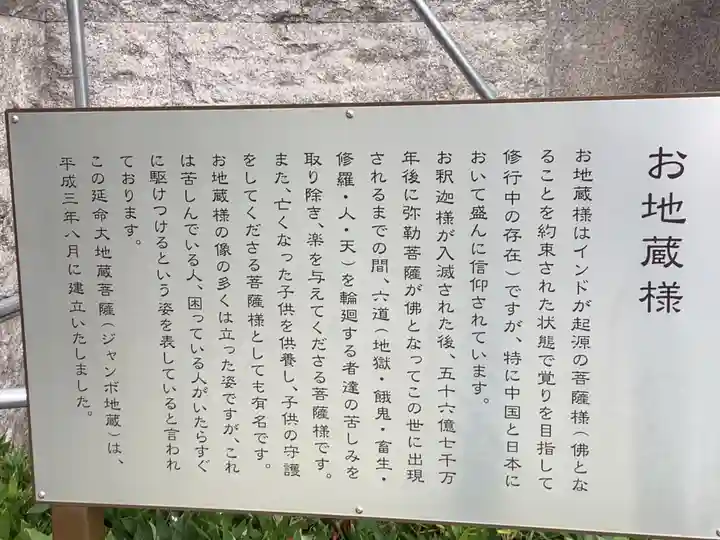 お地蔵様
お地蔵様はインドが起源の菩薩様（佛とな
ることを約束された状態で覚りを目指して
修行中の存在）ですが、特に中国と日本に
おいて盛んに信仰されています。
お釈迦様が入滅された後、五十六億七千万
年後に弥勒菩薩が佛となってこの世に出現
されるまでの間、六道（地獄・餓鬼・畜生・
修羅・人・天）を輪廻する者達の苦しみを
取り除き、楽を与えてくださる菩薩様です。
また、亡くなった子供を供養し、子供の守護
をしてくださる菩薩様としても有名です。
お地蔵様の像の多くは立った姿ですが、これ
は苦しんでいる人、困っている人がいたらすぐ
に駆けつけるという姿を表していると言われ
ております。
この延命大地蔵菩薩（ジャンボ地蔵）は、
平成三年八月に建立いたしました。